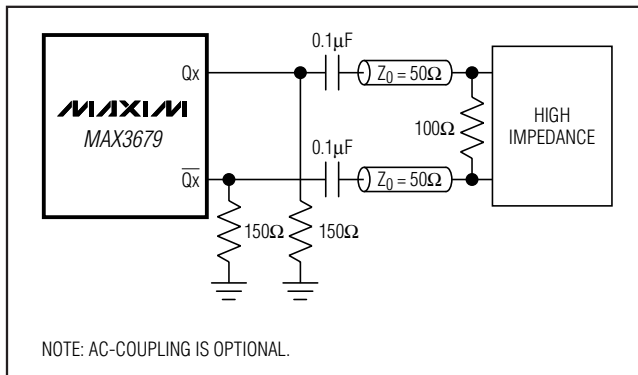 0.1µF
Qx
Z0 = 50Ω
MAXIM
MAX3679
100Ω
HIGH
IMPEDANCE
0.1µF
Q̅x̅
Z0 = 50Ω
150Ω
150Ω
NOTE: AC-COUPLING IS OPTIONAL.